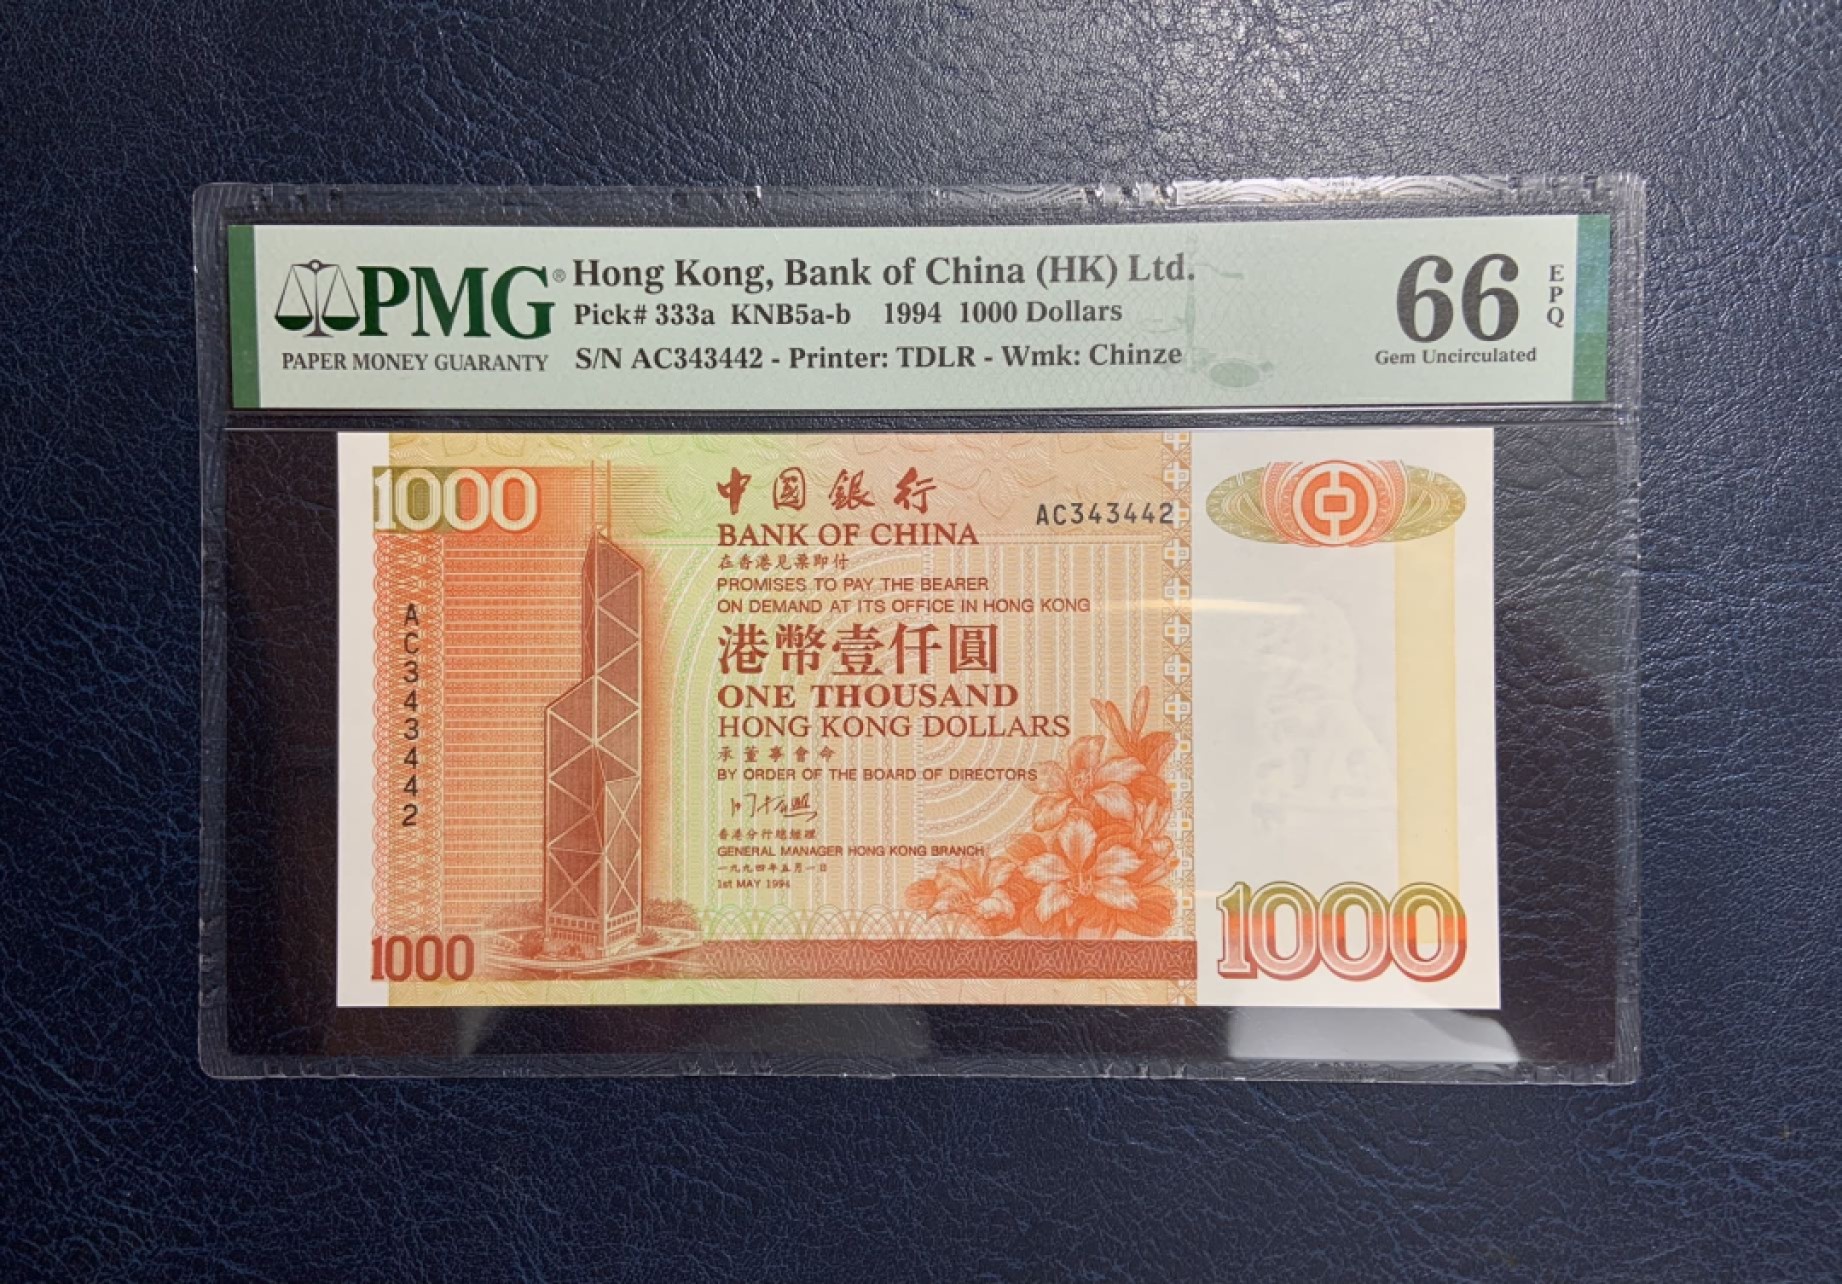 PMG®
PAPER MONEY GUARANTY
Hong Kong, Bank of China (HK) Ltd.
Pick# 333a KNB5a-b 1994 1000 Dollars
S/N AC343442 - Printer: TDLR - Wmk: Chinze
66
EPQ
Gem Uncirculated
1000
中國銀行
BANK OF CHINA
AC343442
在香港見票即付
PROMISES TO PAY THE BEARER
ON DEMAND AT ITS OFFICE IN HONG KONG
AC343442
港幣壹仟圓
ONE THOUSAND
HONG KONG DOLLARS
承董事會命
BY ORDER OF THE BOARD OF DIRECTORS
香港分行總經理
GENERAL MANAGER HONG KONG BRANCH
一九九四年五月一日
1st MAY 1994
1000
1000